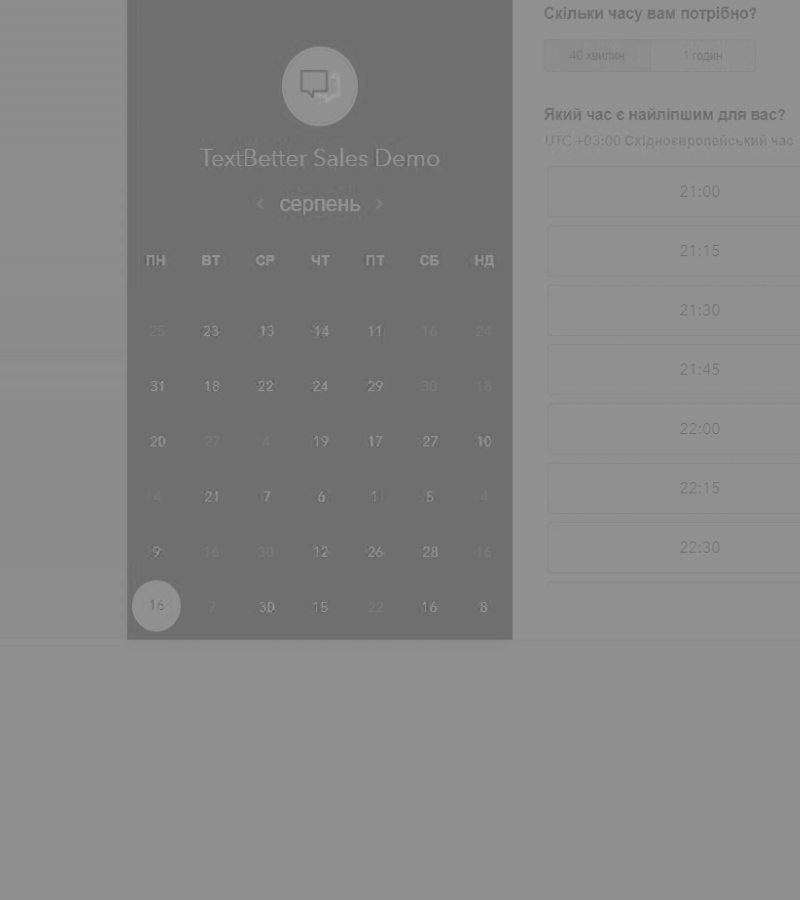 Скільки часу вам потрібно?
40 хвилин 1 годин
Який час є найліпшим для вас?
UTC +03:00 Східноєвропейський час
TextBetter Sales Demo
серпень
ПН ВТ СР ЧТ ПТ СБ НД
25 23 13 14 11 16 24
31 18 22 24 29 30 18
20 27 4 19 17 27 10
4 21 7 6 1 5 4
9 16 30 12 26 28 16
16 7 30 15 22 16 8
21:00
21:15
21:30
21:45
22:00
22:15
22:30